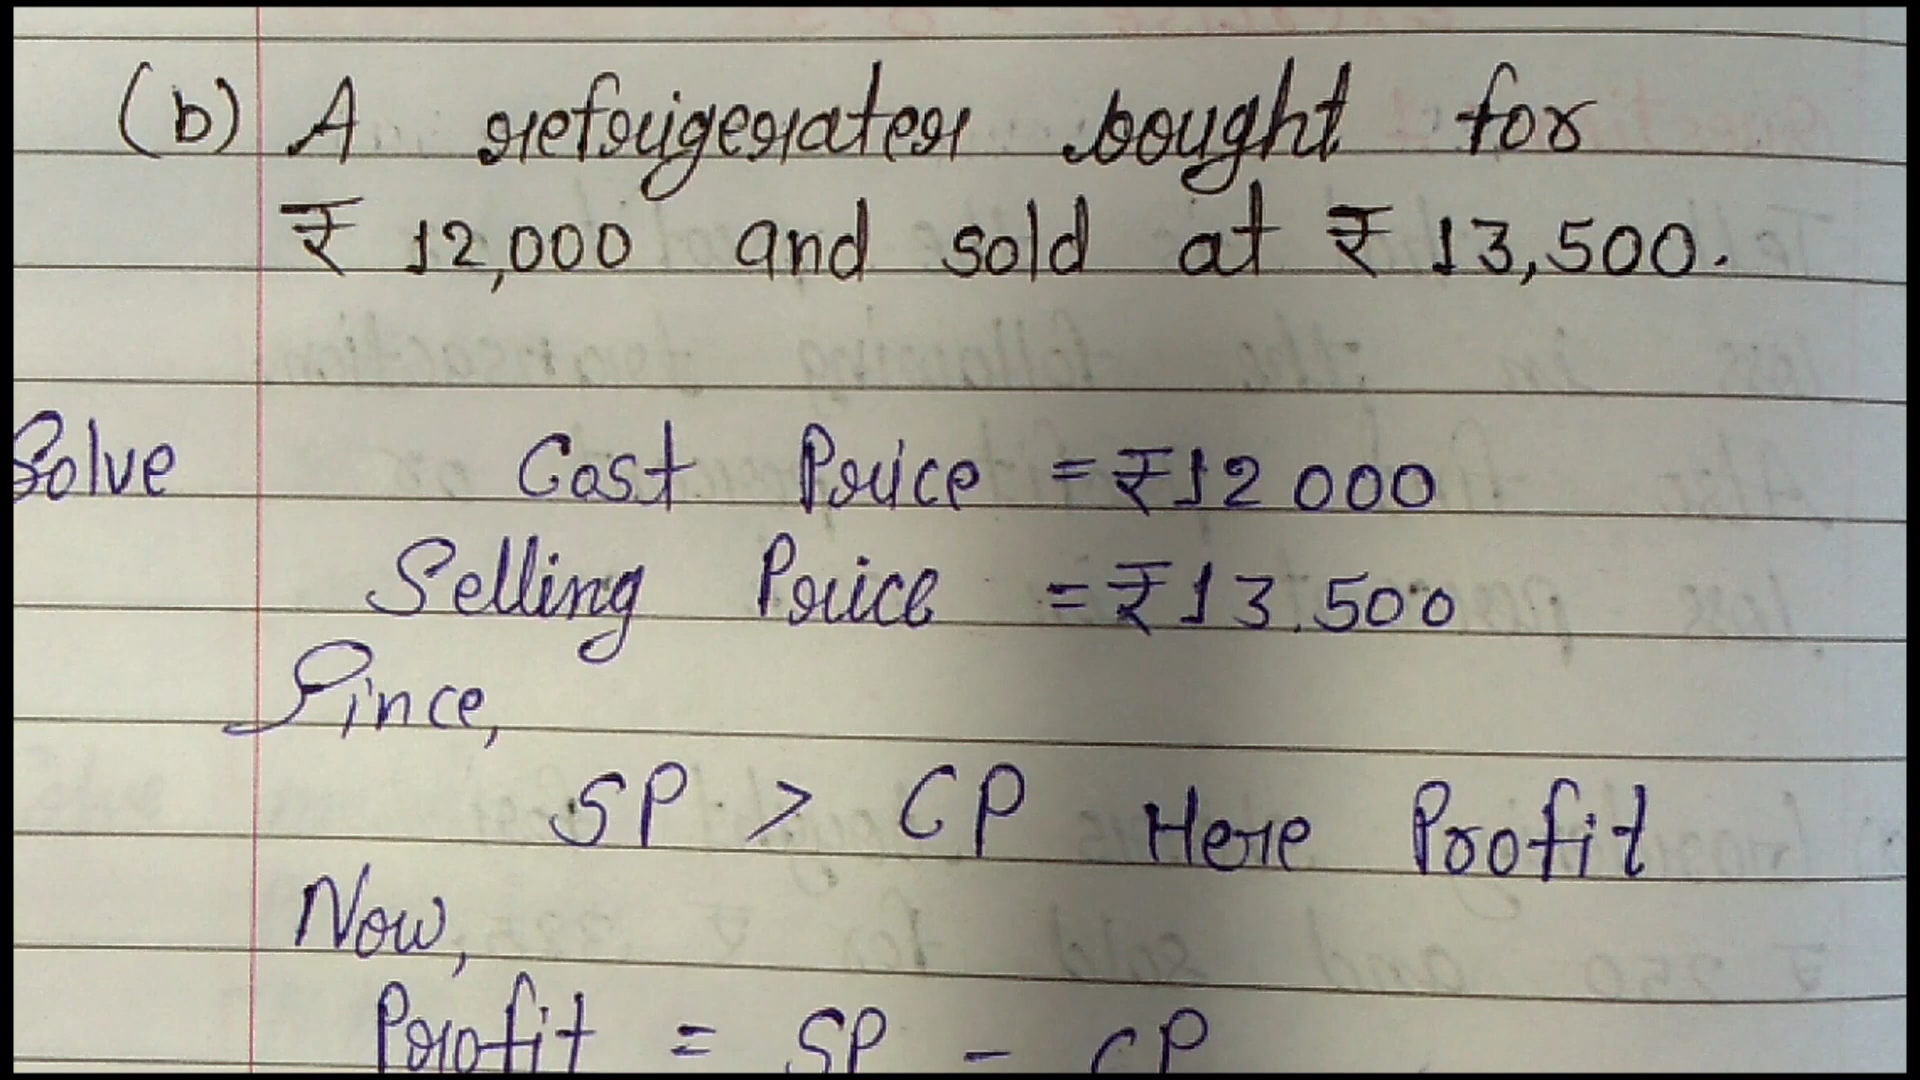 (b) A refrigerater bought for
₹ 12,000 and sold at ₹ 13,500.
Solve Cost Price = ₹12 000
Selling Price = ₹13.500
Since,
SP > CP Here Profit
Now,
Profit = SP - CP